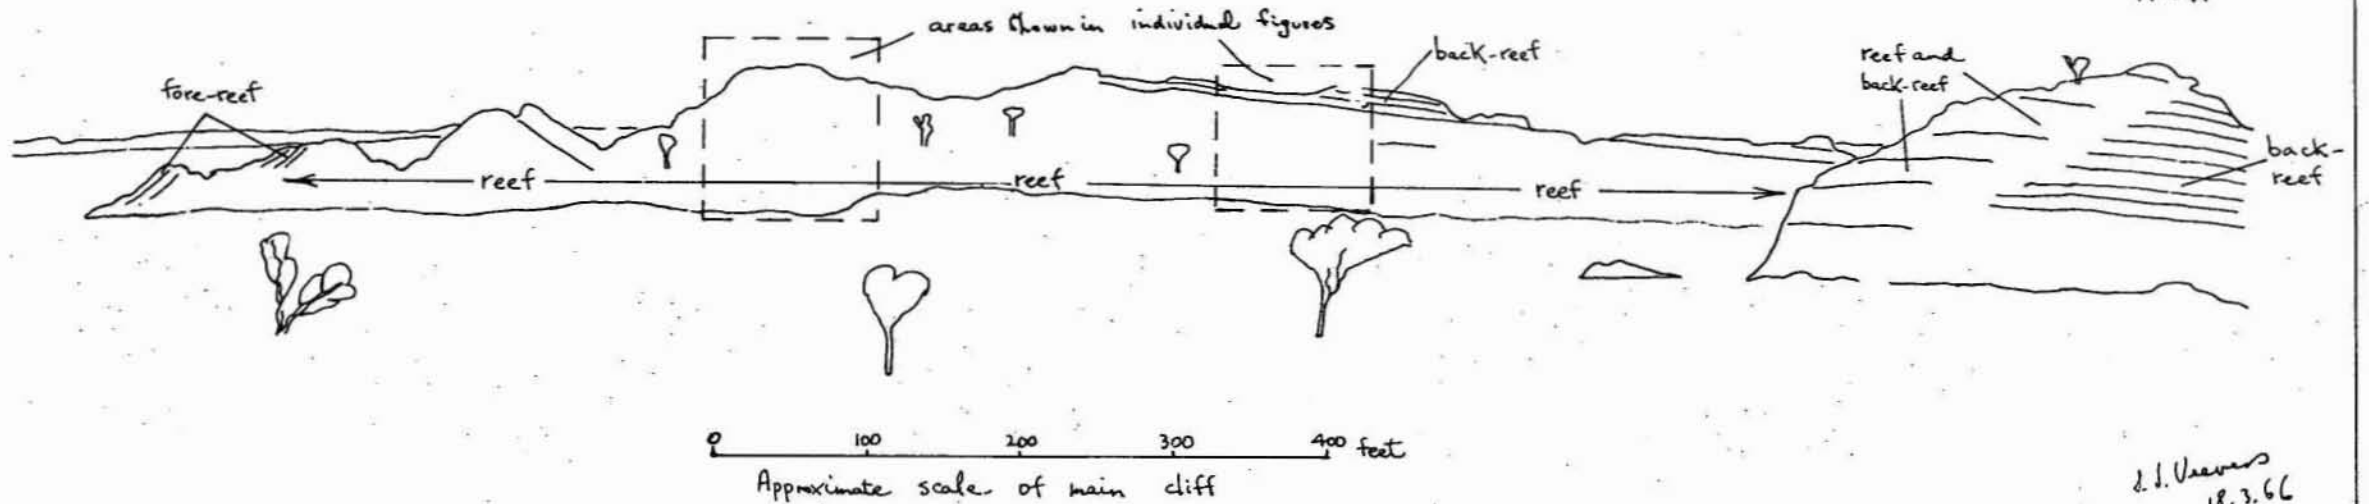 areas shown in individual figures
fore-reef
back-reef
reef and
back-reef
back-
reef
reef
reef
reef
0 100 200 300 400 feet
Approximate scale of main cliff
J.J. Veevers
18.3.66